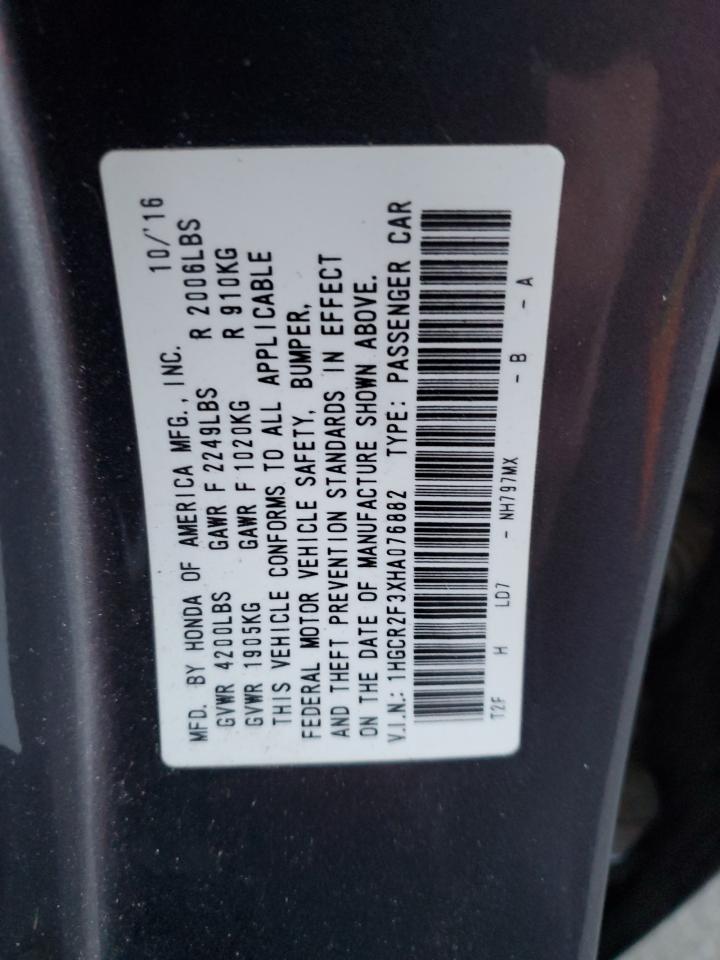 MFD. BY HONDA OF AMERICA MFG., INC. 10/'16
GVWR 4200LBS GAWR F 2249LBS R 2006LBS
GVWR 1905KG GAWR F 1020KG R 910KG
THIS VEHICLE CONFORMS TO ALL APPLICABLE
FEDERAL MOTOR VEHICLE SAFETY, BUMPER,
AND THEFT PREVENTION STANDARDS IN EFFECT
ON THE DATE OF MANUFACTURE SHOWN ABOVE.
V.I.N.: 1HGCR2F3XHA076882 TYPE: PASSENGER CAR
T2F H LD7 - NH797MX - B - A